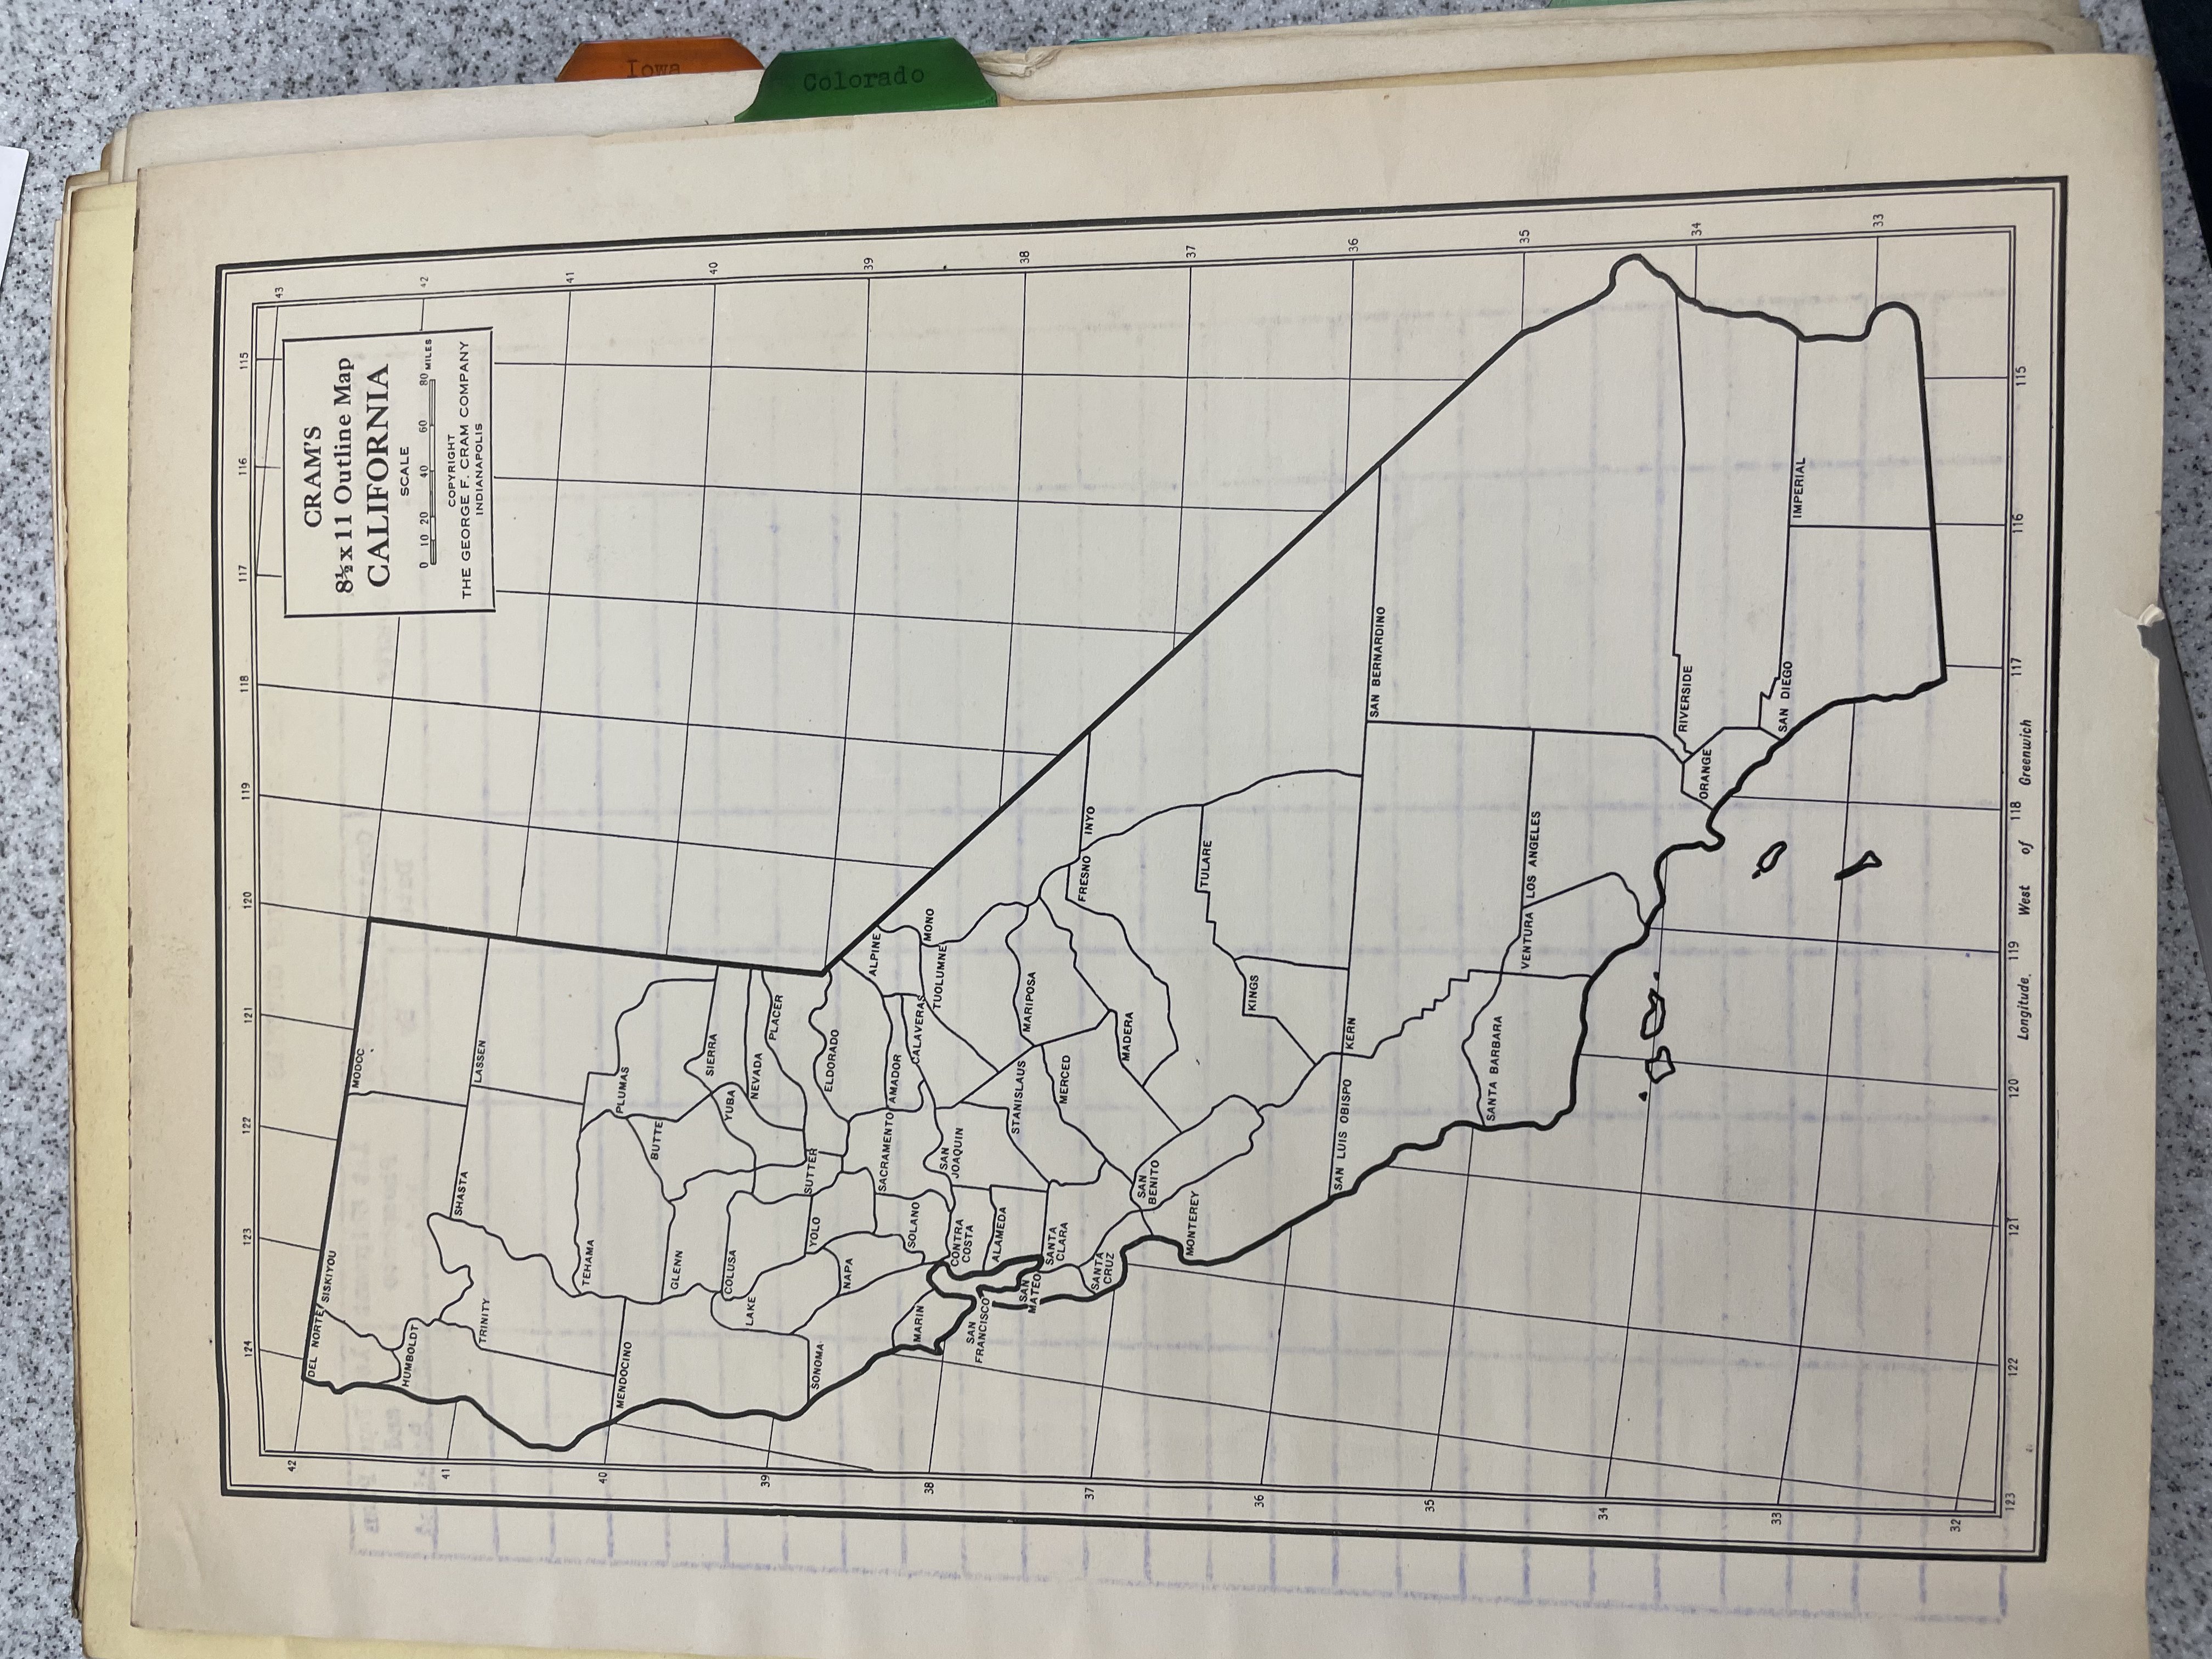 124 123 122 121 120 119 118 117 116 115
43
42
CRAM'S
8½ x 11 Outline Map
CALIFORNIA
SCALE
0 10 20 40 60 80 MILES
COPYRIGHT
THE GEORGE F. CRAM COMPANY
INDIANAPOLIS
DEL NORTE
SISKIYOU
MODOC
HUMBOLDT
42
41
SHASTA
TRINITY
LASSEN
41
TEHAMA
40
MENDOCINO
PLUMAS
BUTTE
GLENN
SIERRA
40
COLUSA
YUBA
LAKE
NEVADA
39
PLACER
SONOMA
YOLO
SUTTER
ELDORADO
NAPA
39
ALPINE
SACRAMENTO
AMADOR
MARIN
SOLANO
CALAVERAS
38
MONO
TUOLUMNE
SAN
JOAQUIN
CONTRA
COSTA
SAN
FRANCISCO
ALAMEDA
STANISLAUS
MARIPOSA
38
SAN
MATEO
SANTA
CLARA
MERCED
37
FRESNO
INYO
SANTA
CRUZ
MADERA
SAN
BENITO
MONTEREY
37
TULARE
36
KINGS
SAN LUIS OBISPO
KERN
36
SAN BERNARDINO
35
SANTA BARBARA
VENTURA
LOS ANGELES
35
34
RIVERSIDE
ORANGE
34
33
SAN DIEGO
IMPERIAL
33
32
123 122 121 120 119 118 117 116 115
Longitude West of Greenwich
Iowa
Colorado